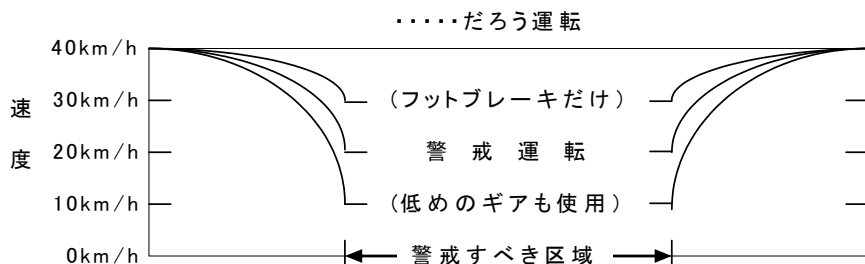 ・・・・・だろう運転
40km/h
速 30km/h (フットブレーキだけ)
度 20km/h 警戒運転
10km/h (低めのギアも使用)
0km/h 警戒すべき区域